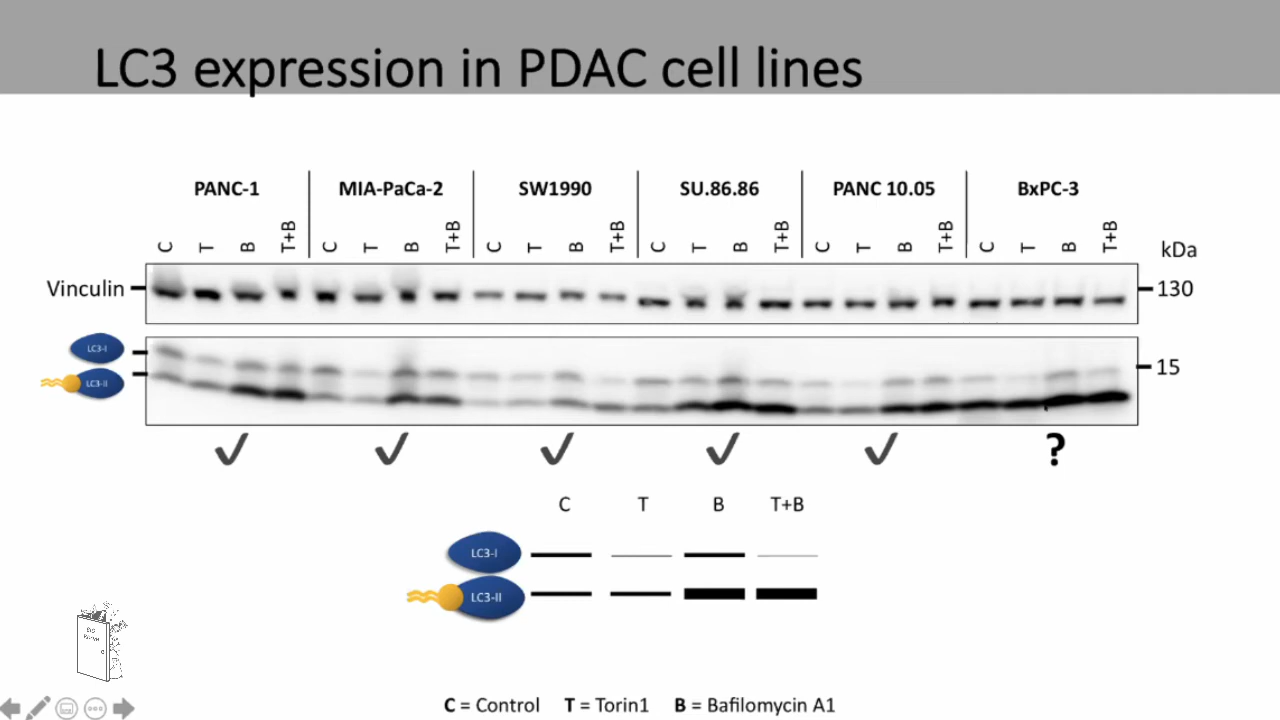 LC3 expression in PDAC cell lines
PANC-1 MIA-PaCa-2 SW1990 SU.86.86 PANC 10.05 BxPC-3
C T B T+B C T B T+B C T B T+B C T B T+B C T B T+B C T B T+B
kDa
Vinculin 130
LC3-I 15
LC3-II
?
C T B T+B
LC3-I
LC3-II
C = Control T = Torin1 B = Bafilomycin A1